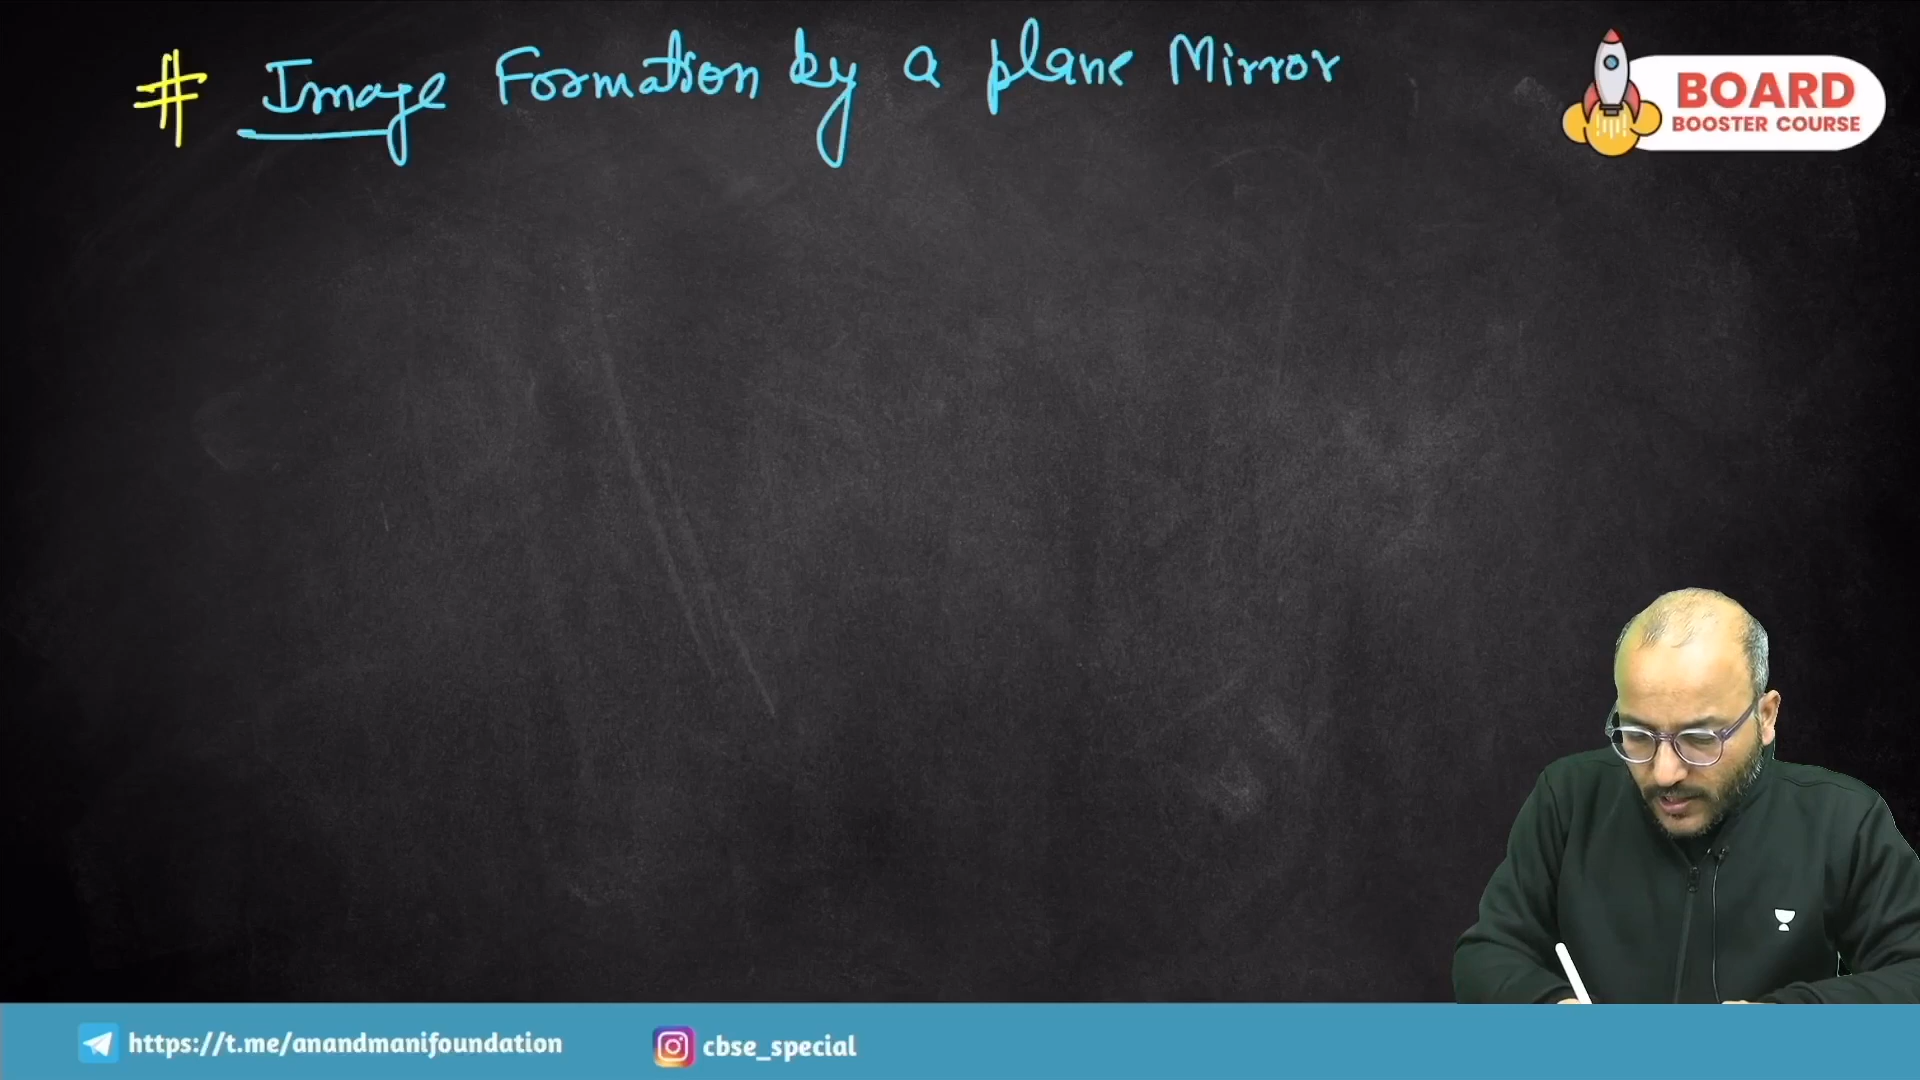 # Image Formation by a plane Mirror
BOARD
BOOSTER COURSE
https://t.me/anandmanifoundation
cbse_special